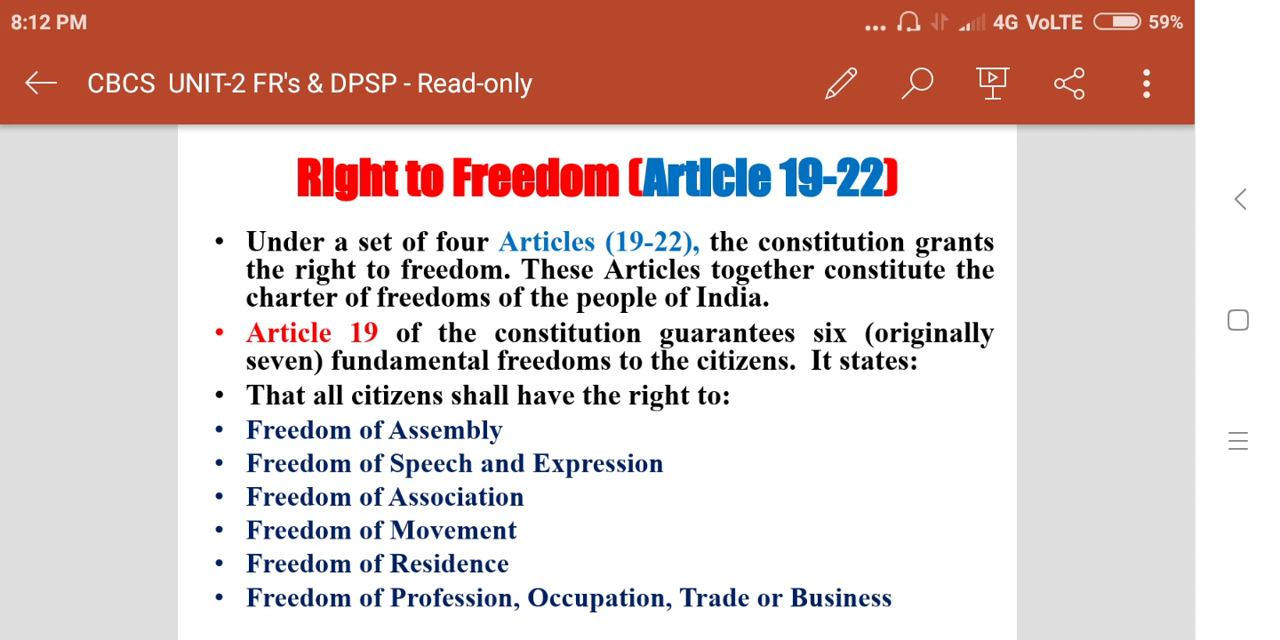 8:12 PM
... 4G VoLTE 59%
CBCS UNIT-2 FR's & DPSP - Read-only
Right to Freedom (Article 19-22)
• Under a set of four Articles (19-22), the constitution grants
the right to freedom. These Articles together constitute the
charter of freedoms of the people of India.
• Article 19 of the constitution guarantees six (originally
seven) fundamental freedoms to the citizens. It states:
• That all citizens shall have the right to:
• Freedom of Assembly
• Freedom of Speech and Expression
• Freedom of Association
• Freedom of Movement
• Freedom of Residence
• Freedom of Profession, Occupation, Trade or Business